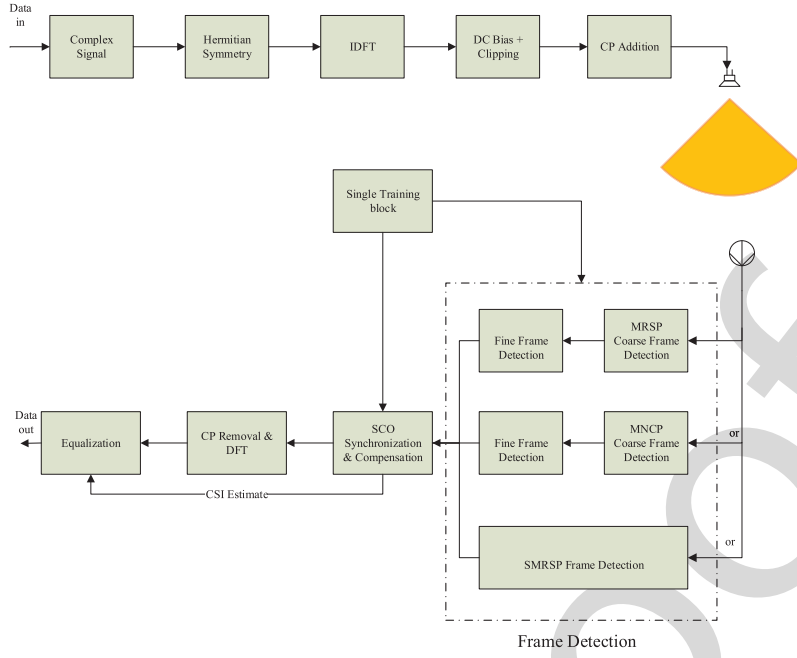 Data
in
Complex
Signal
Hermitian
Symmetry
IDFT
DC Bias +
Clipping
CP Addition
Single Training
block
Fine Frame
Detection
MRSP
Coarse Frame
Detection
Data
out
Equalization
CP Removal &
DFT
SCO
Synchronization
& Compensation
Fine Frame
Detection
MNCP
Coarse Frame
Detection
or
CSI Estimate
or
SMRSP Frame Detection
Frame Detection